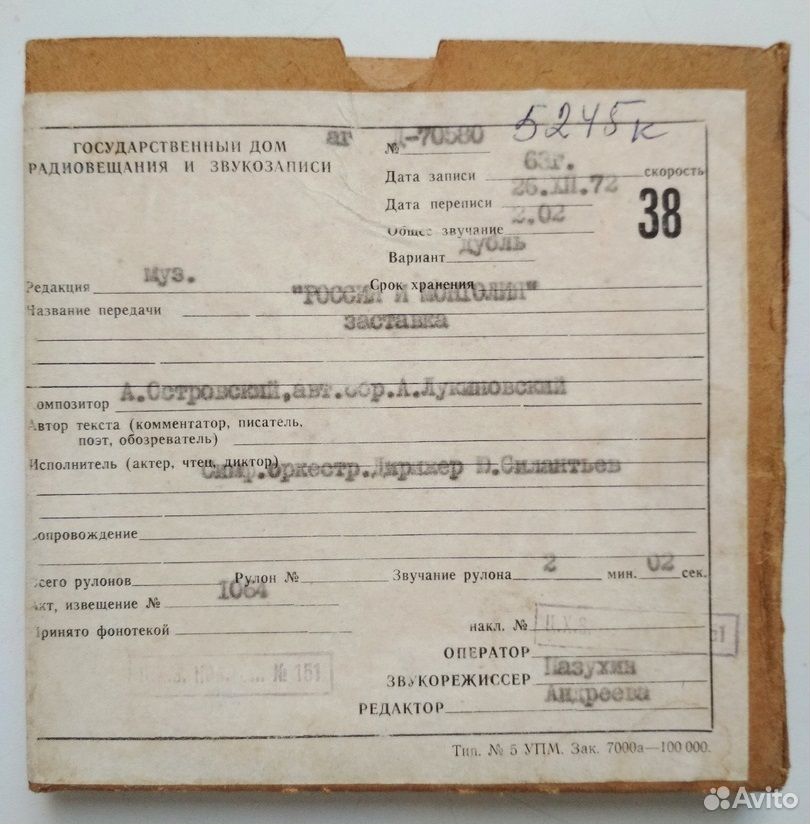 5245к
аг Д-70580
ГОСУДАРСТВЕННЫЙ ДОМ
РАДИОВЕЩАНИЯ И ЗВУКОЗАПИСИ
№
Дата записи 63г. скорость
Дата переписи 26.XII.72 38
Общее звучание 2.02
Вариант дубль
Редакция муз. Срок хранения
Название передачи "РОССИЯ И МОНГОЛИЯ"
заставка
композитор А.Островский,авт.обр.А.Лукиновский
Автор текста (комментатор, писатель,
поэт, обозреватель)
Исполнитель (актер, чтец, диктор) Симф.оркестр.Дирижер Ю.Силантьев
Сопровождение
Всего рулонов Рулон № Звучание рулона 2 мин. 02 сек.
Акт, извещение № 1064
Принято фонотекой накл. №
ОПЕРАТОР
ЗВУКОРЕЖИССЕР Пазухин
РЕДАКТОР Андреева
№ 151
Тип. № 5 УПМ. Зак. 7000а—100 000.
Avito